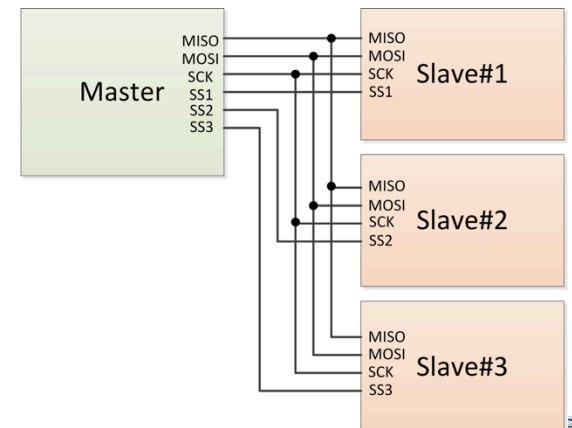 Master
MISO
MOSI
SCK
SS1
SS2
SS3
MISO
MOSI
SCK
SS1
Slave#1
MISO
MOSI
SCK
SS2
Slave#2
MISO
MOSI
SCK
SS3
Slave#3